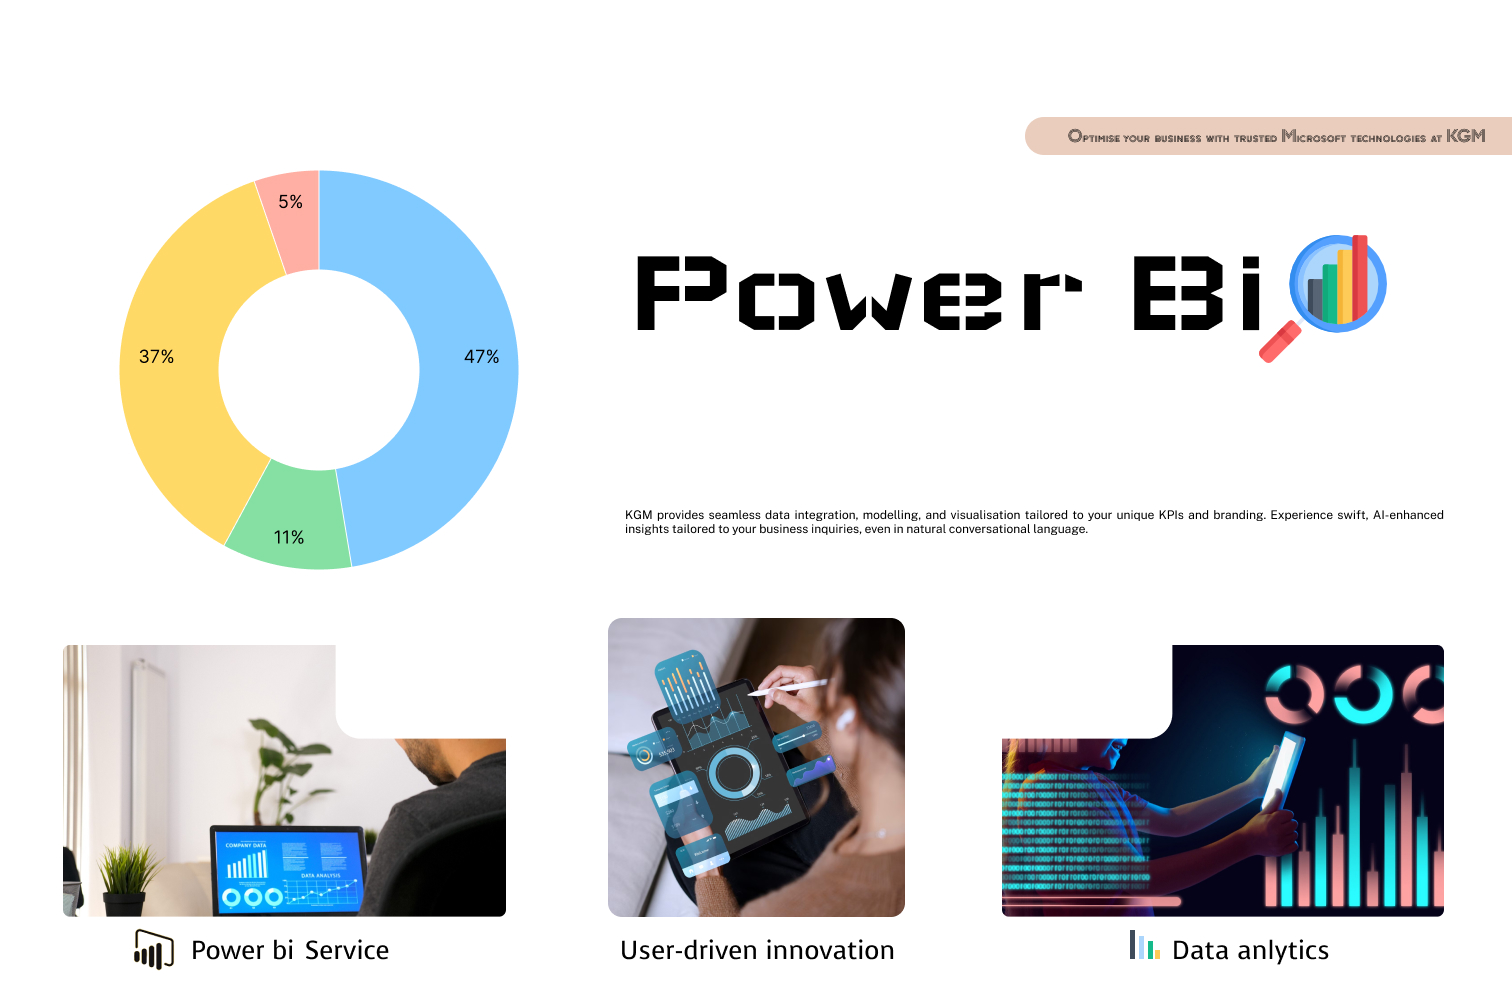 Optimise your business with trusted Microsoft technologies at KGM
5%
37%
47%
11%
Power Bi
KGM provides seamless data integration, modelling, and visualisation tailored to your unique KPIs and branding. Experience swift, AI-enhanced
insights tailored to your business inquiries, even in natural conversational language.
COMPANY DATA
DATA ANALYSIS
Power bi Service
User-driven innovation
Data anlytics